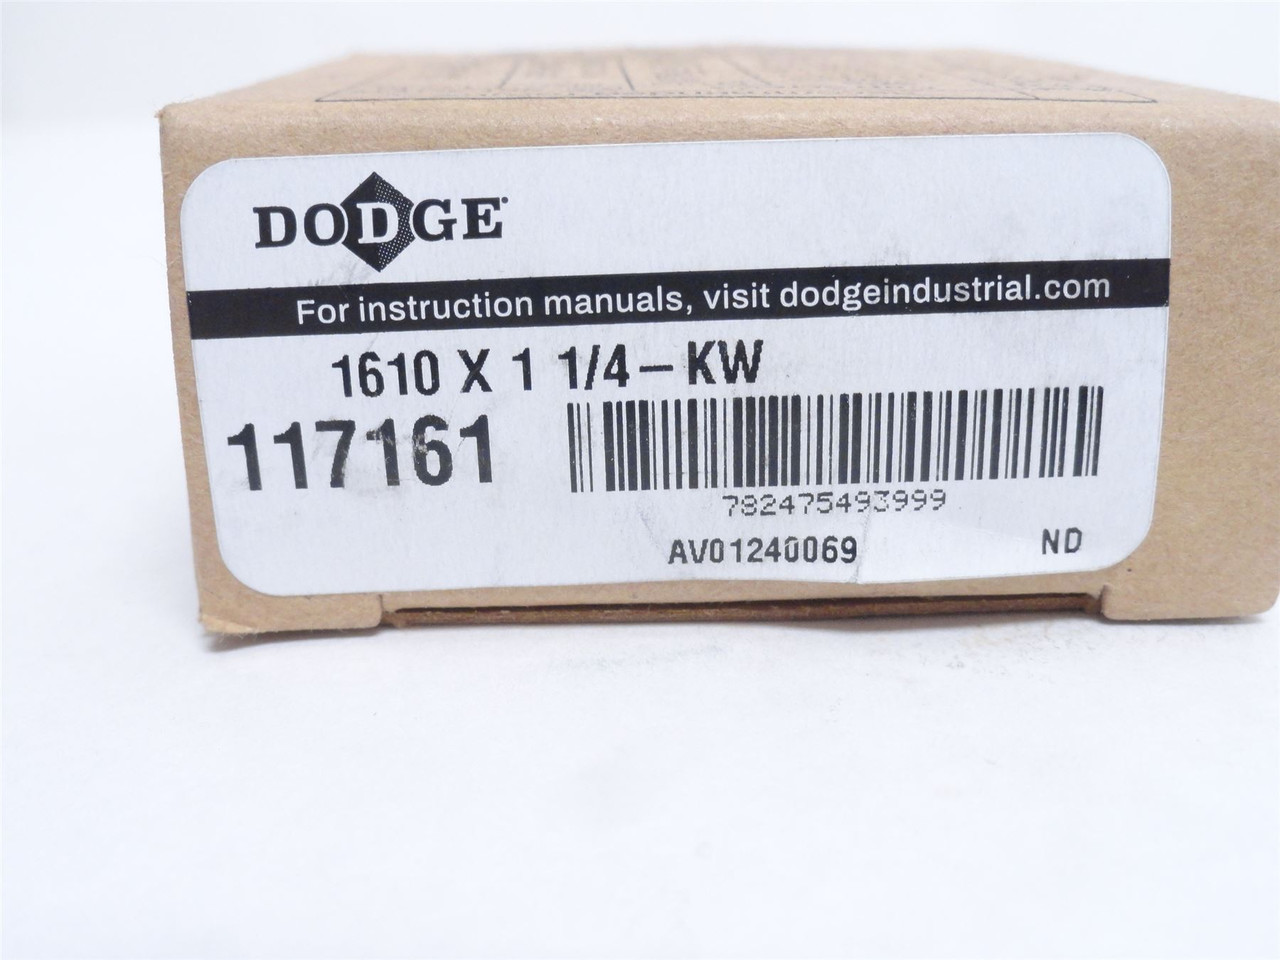 DODGE
For instruction manuals, visit dodgeindustrial.com
1610 X 1 1/4 – KW
117161
782475493999
AV01240069 ND